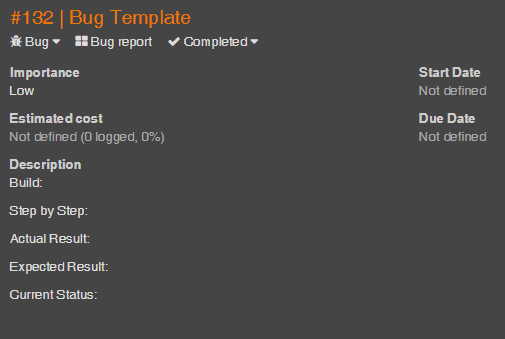 #132 | Bug Template
Bug Bug report Completed
Importance Start Date
Low Not defined
Estimated cost Due Date
Not defined (0 logged, 0%) Not defined
Description
Build:
Step by Step:
Actual Result:
Expected Result:
Current Status: